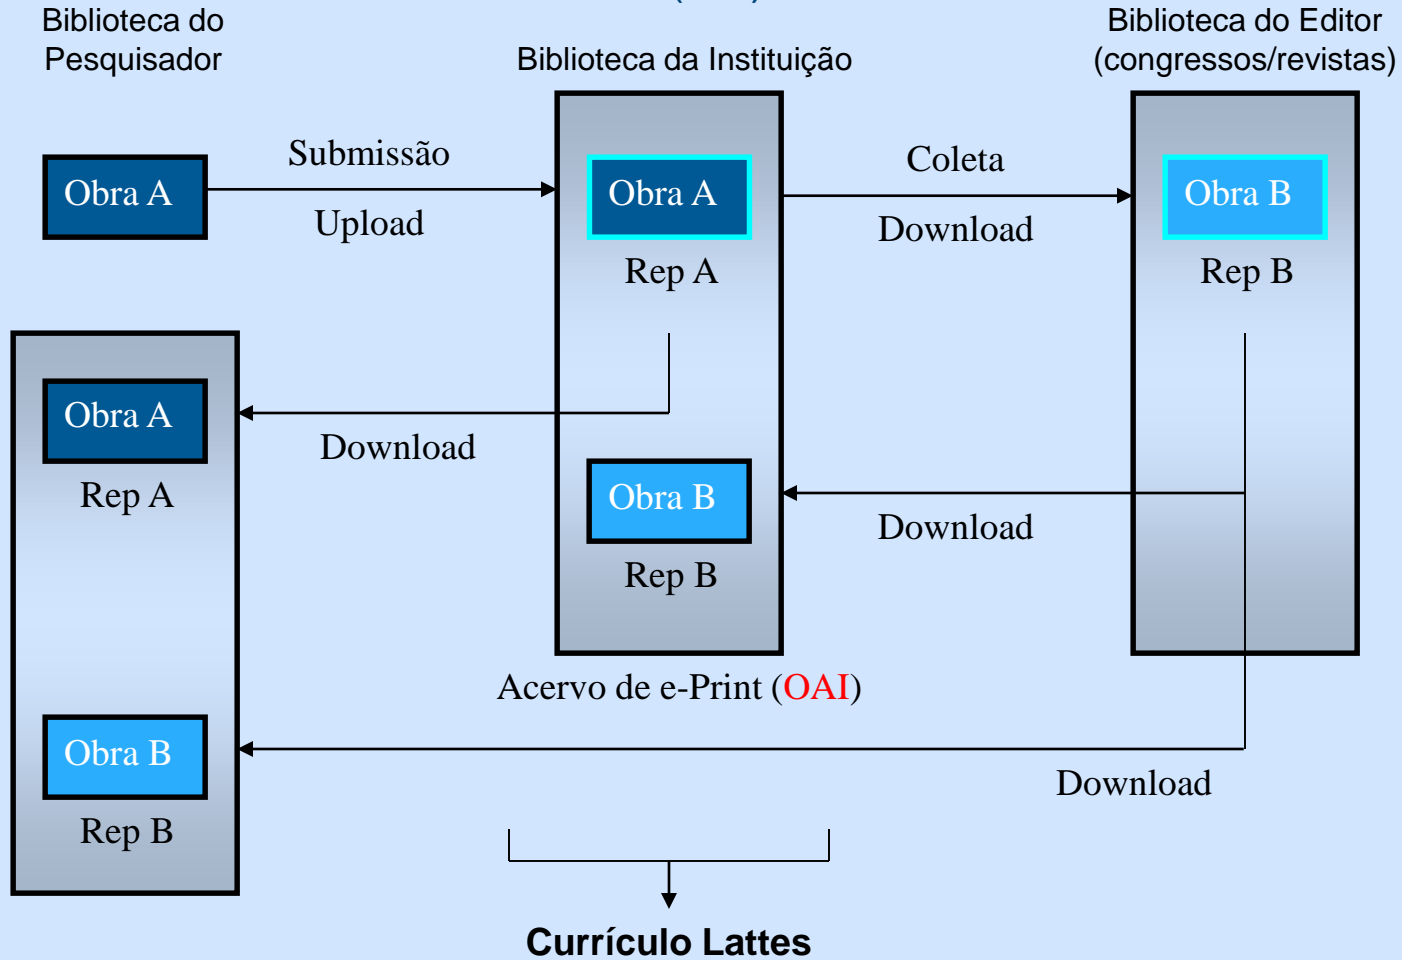 Biblioteca do
Pesquisador
Biblioteca da Instituição
Biblioteca do Editor
(congressos/revistas)
Submissão
Upload
Coleta
Download
Obra A
Obra A
Rep A
Obra B
Rep B
Obra A
Rep A
Download
Obra B
Rep B
Download
Acervo de e-Print (OAI)
Obra B
Rep B
Download
Currículo Lattes